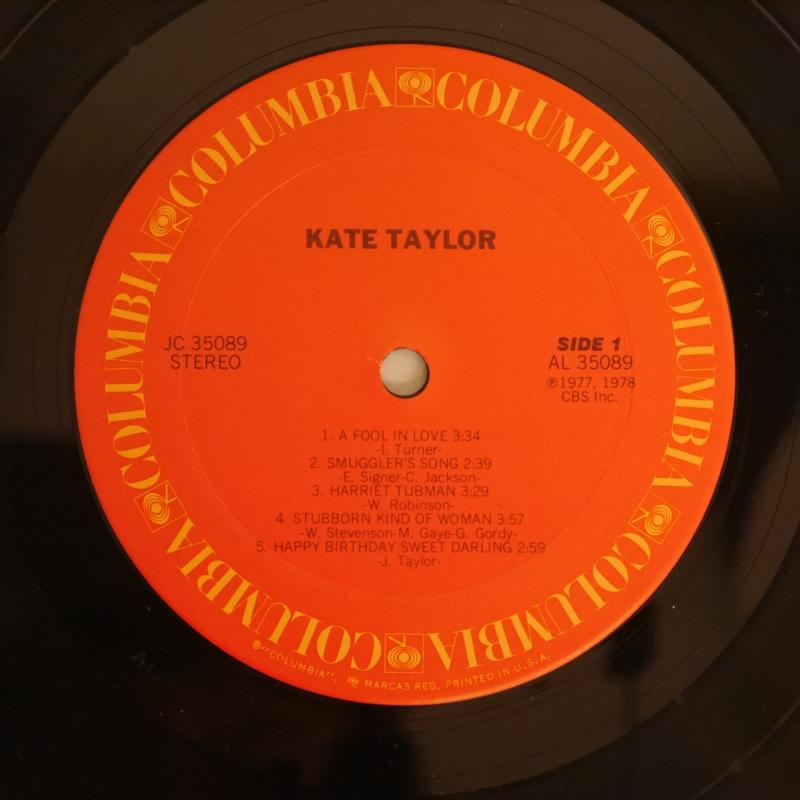 COLUMBIA COLUMBIA COLUMBIA COLUMBIA COLUMBIA COLUMBIA
KATE TAYLOR
JC 35089
STEREO
SIDE 1
AL 35089
℗1977, 1978
CBS Inc.
1. A FOOL IN LOVE 3:34
-I. Turner-
2. SMUGGLER'S SONG 2:39
-E. Signer-C. Jackson-
3. HARRIET TUBMAN 3:29
-W. Robinson-
4. STUBBORN KIND OF WOMAN 3:57
-W. Stevenson-M. Gaye-G. Gordy-
5. HAPPY BIRTHDAY SWEET DARLING 2:59
-J. Taylor-
"COLUMBIA", MARCAS REG. PRINTED IN U.S.A.